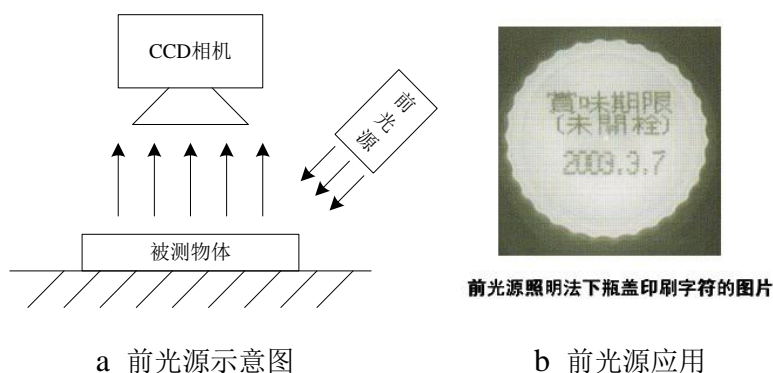 CCD相机
前光源
被测物体
a 前光源示意图
賞味期限
(未開栓)
2003.3.7
前光源照明法下瓶盖印刷字符的图片
b 前光源应用